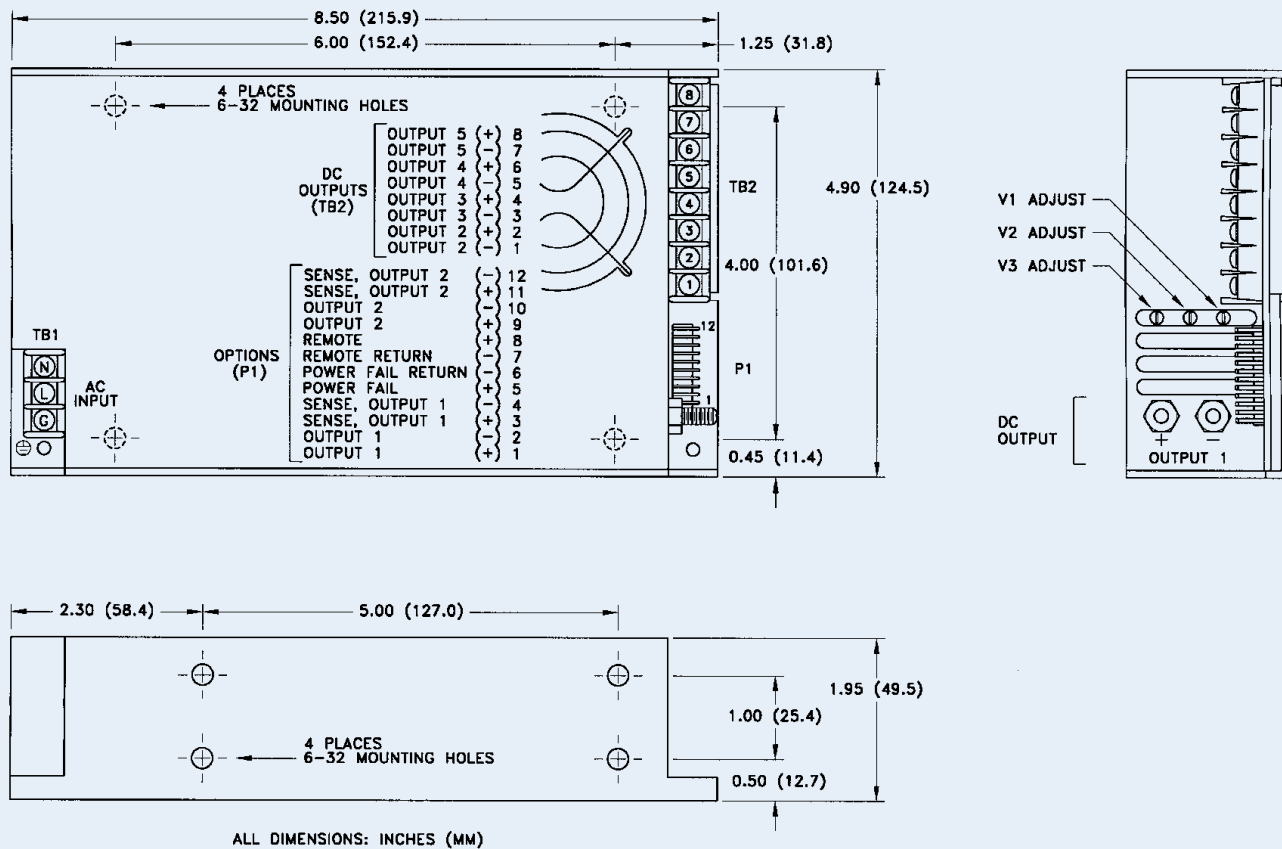 8.50 (215.9)
6.00 (152.4)
1.25 (31.8)
4 PLACES
6-32 MOUNTING HOLES
DC
OUTPUTS
(TB2)
OUTPUT 5 (+) 8
OUTPUT 5 (-) 7
OUTPUT 4 (+) 6
OUTPUT 4 (-) 5
OUTPUT 3 (+) 4
OUTPUT 3 (-) 3
OUTPUT 2 (+) 2
OUTPUT 2 (-) 1
OPTIONS
(P1)
SENSE, OUTPUT 2 (-) 12
SENSE, OUTPUT 2 (+) 11
OUTPUT 2 (-) 10
OUTPUT 2 (+) 9
REMOTE (+) 8
REMOTE RETURN (-) 7
POWER FAIL RETURN (-) 6
POWER FAIL (+) 5
SENSE, OUTPUT 1 (-) 4
SENSE, OUTPUT 1 (+) 3
OUTPUT 1 (-) 2
OUTPUT 1 (+) 1
TB1
N
L
G
AC
INPUT
8
7
6
5
4
3
2
1
TB2
12
P1
1
4.90 (124.5)
4.00 (101.6)
0.45 (11.4)
V1 ADJUST
V2 ADJUST
V3 ADJUST
DC
OUTPUT
+ -
OUTPUT 1
2.30 (58.4)
5.00 (127.0)
4 PLACES
6-32 MOUNTING HOLES
1.95 (49.5)
1.00 (25.4)
0.50 (12.7)
ALL DIMENSIONS: INCHES (MM)